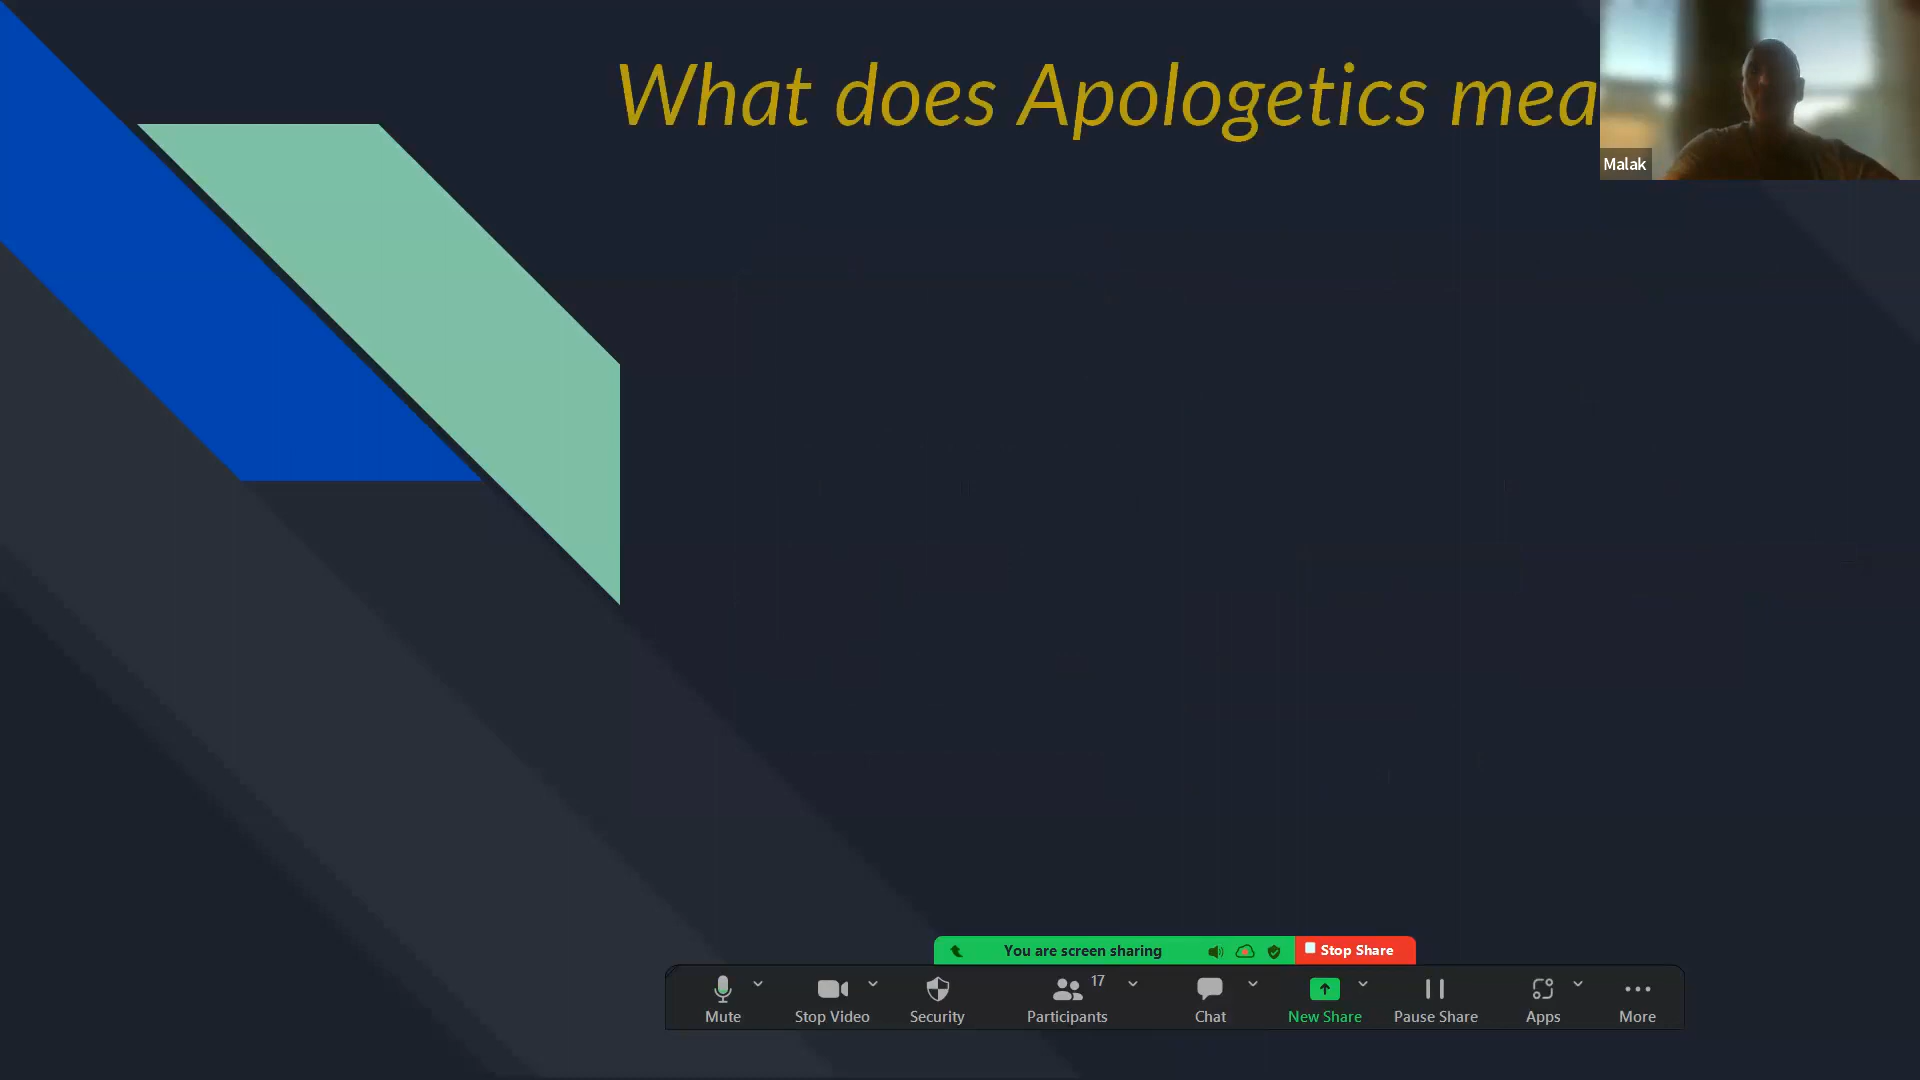 What does Apologetics mea
Malak
You are screen sharing
Stop Share
17
Mute
Stop Video
Security
Participants
Chat
New Share
Pause Share
Apps
More